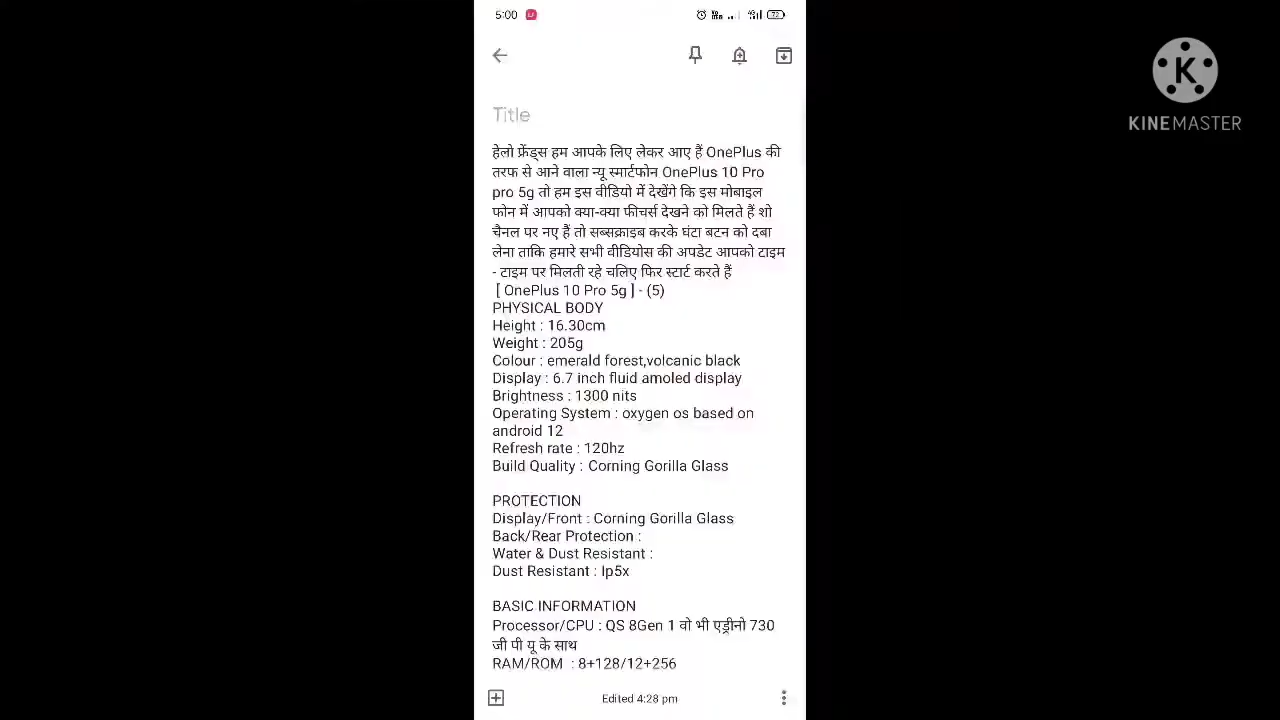 5:00
72
K
KINEMASTER
Title
हेलो फ्रेंड्स हम आपके लिए लेकर आए हैं OnePlus की
तरफ से आने वाला न्यू स्मार्टफोन OnePlus 10 Pro
pro 5g तो हम इस वीडियो में देखेंगे कि इस मोबाइल
फोन में आपको क्या-क्या फीचर्स देखने को मिलते हैं शो
चैनल पर नए हैं तो सब्सक्राइब करके घंटा बटन को दबा
लेना ताकि हमारे सभी वीडियोस की अपडेट आपको टाइम
- टाइम पर मिलती रहे चलिए फिर स्टार्ट करते हैं
[ OnePlus 10 Pro 5g ] - (5)
PHYSICAL BODY
Height : 16.30cm
Weight : 205g
Colour : emerald forest,volcanic black
Display : 6.7 inch fluid amoled display
Brightness : 1300 nits
Operating System : oxygen os based on
android 12
Refresh rate : 120hz
Build Quality : Corning Gorilla Glass
PROTECTION
Display/Front : Corning Gorilla Glass
Back/Rear Protection :
Water & Dust Resistant :
Dust Resistant : Ip5x
BASIC INFORMATION
Processor/CPU : QS 8Gen 1 वो भी एड्रीनो 730
जी पी यू के साथ
RAM/ROM : 8+128/12+256
Edited 4:28 pm